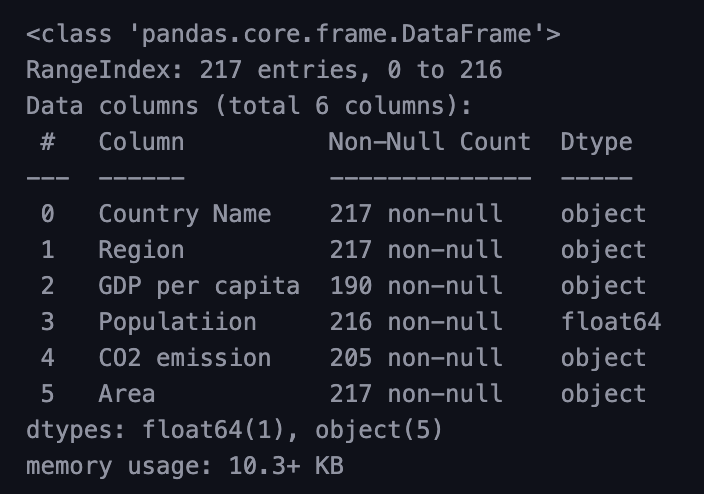 <class 'pandas.core.frame.DataFrame'>
RangeIndex: 217 entries, 0 to 216
Data columns (total 6 columns):
 #   Column          Non-Null Count  Dtype
---  ------          --------------  -----
 0   Country Name    217 non-null    object
 1   Region          217 non-null    object
 2   GDP per capita  190 non-null    object
 3   Populatiion     216 non-null    float64
 4   CO2 emission    205 non-null    object
 5   Area            217 non-null    object
dtypes: float64(1), object(5)
memory usage: 10.3+ KB